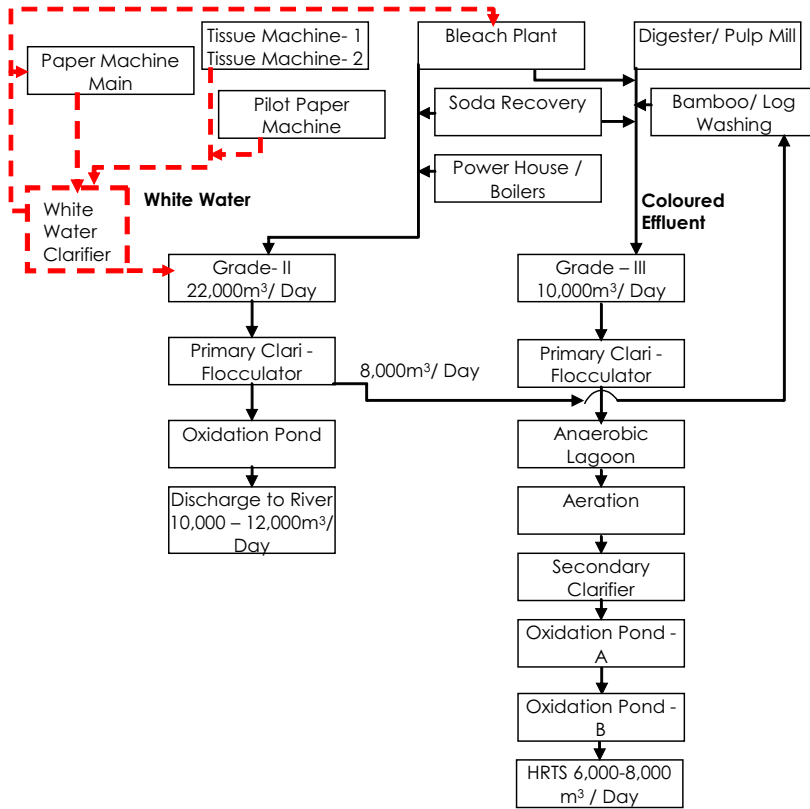 Tissue Machine- 1
Tissue Machine- 2
Bleach Plant
Digester/ Pulp Mill
Paper Machine
Main
Pilot Paper
Machine
Soda Recovery
Bamboo/ Log
Washing
Power House /
Boilers
White
Water
Clarifier
White Water
Coloured
Effluent
Grade- II
22,000m³/ Day
Grade – III
10,000m³/ Day
Primary Clari -
Flocculator
8,000m³/ Day
Primary Clari -
Flocculator
Oxidation Pond
Anaerobic
Lagoon
Discharge to River
10,000 – 12,000m³/
Day
Aeration
Secondary
Clarifier
Oxidation Pond -
A
Oxidation Pond -
B
HRTS 6,000-8,000
m³ / Day